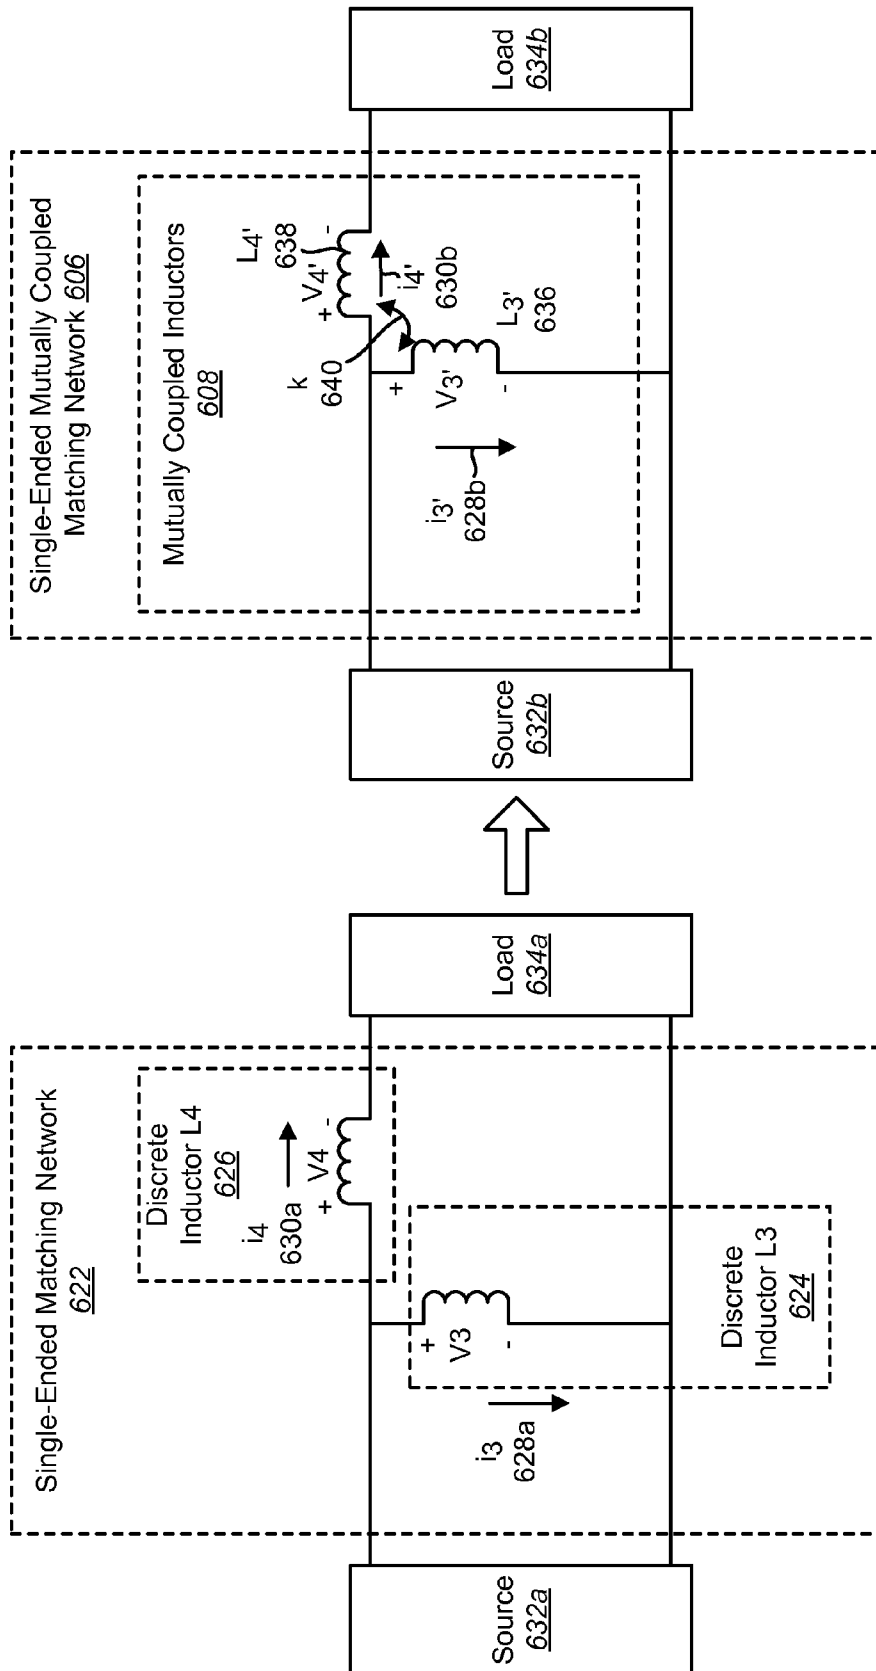 Single-Ended Matching Network
622
Discrete
Inductor L4
626
i4
630a
+ V4 -
+
V3
-
i3
628a
Discrete
Inductor L3
624
Source
632a
Load
634a
Single-Ended Mutually Coupled
Matching Network 606
Mutually Coupled Inductors
608
k
640
L4'
638
+ V4' -
i4'
630b
+
V3'
-
L3'
636
i3'
628b
Source
632b
Load
634b